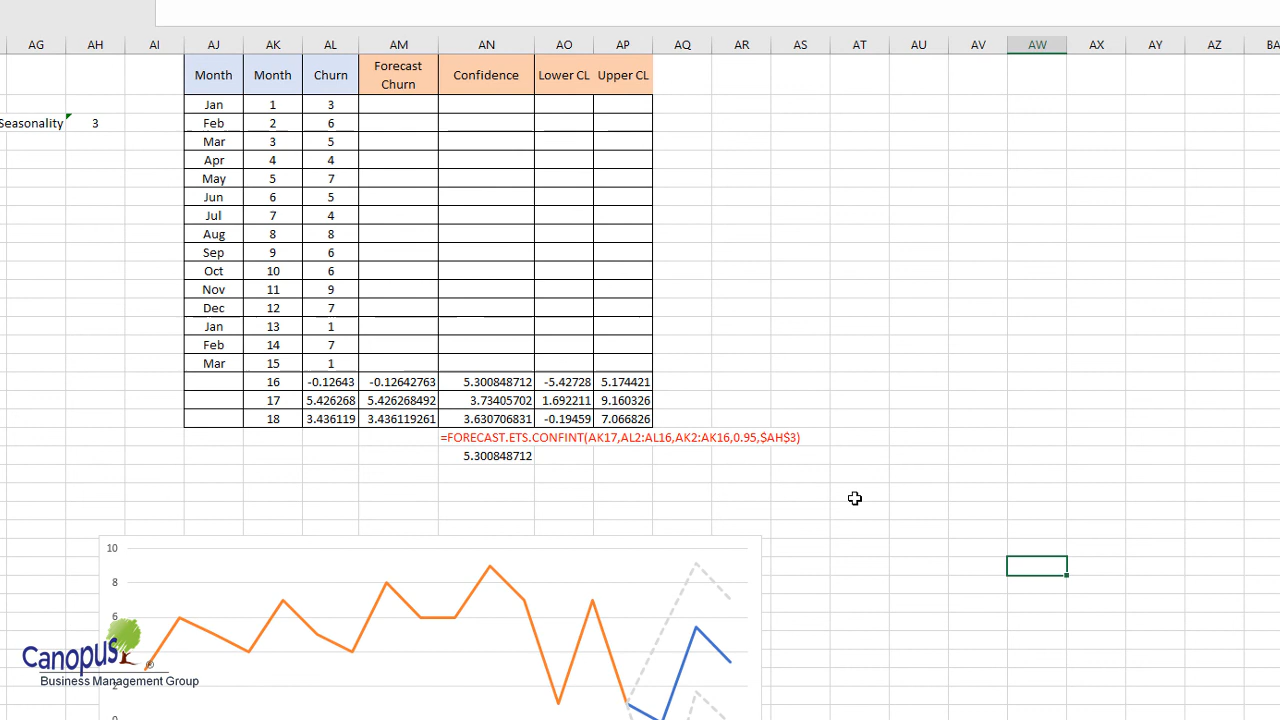 AG AH AI AJ AK AL AM AN AO AP AQ AR AS AT AU AV AW AX AY AZ BA
Month Month Churn Forecast Churn Confidence Lower CL Upper CL
Jan 1 3
Seasonality 3 Feb 2 6
Mar 3 5
Apr 4 4
May 5 7
Jun 6 5
Jul 7 4
Aug 8 8
Sep 9 6
Oct 10 6
Nov 11 9
Dec 12 7
Jan 13 1
Feb 14 7
Mar 15 1
16 -0.12643 -0.12642763 5.300848712 -5.42728 5.174421
17 5.426268 5.426268492 3.73405702 1.692211 9.160326
18 3.436119 3.436119261 3.630706831 -0.19459 7.066826
=FORECAST.ETS.CONFINT(AK17,AL2:AL16,AK2:AK16,0.95,$AH$3)
5.300848712
10
8
6
2
0
Canopus ®
Business Management Group